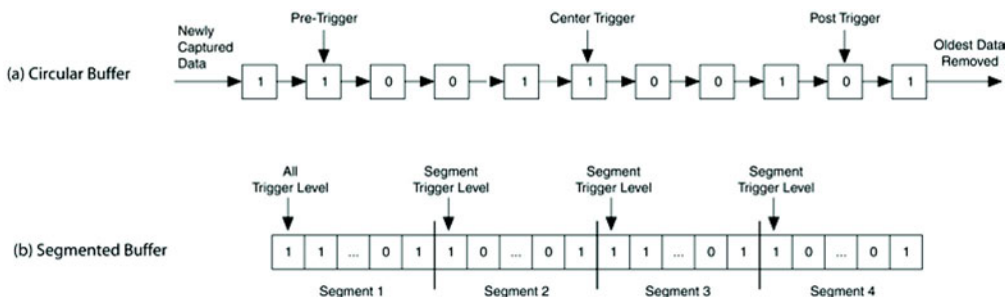 Pre-Trigger
Center Trigger
Post Trigger
Newly
Captured
Data
Oldest Data
Removed
(a) Circular Buffer
1 1 0 0 1 1 0 0 1 0 1
All
Trigger Level
Segment
Trigger Level
Segment
Trigger Level
Segment
Trigger Level
(b) Segmented Buffer
1 1 ... 0 1 1 0 ... 0 1 1 1 ... 0 1 1 0 ... 0 1
Segment 1
Segment 2
Segment 3
Segment 4